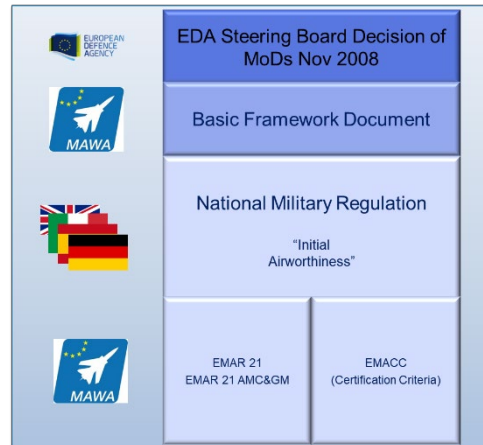 EUROPEAN
DEFENCE
AGENCY
EDA Steering Board Decision of
MoDs Nov 2008
MAWA
Basic Framework Document
National Military Regulation
“Initial
Airworthiness”
MAWA
EMAR 21
EMAR 21 AMC&GM
EMACC
(Certification Criteria)